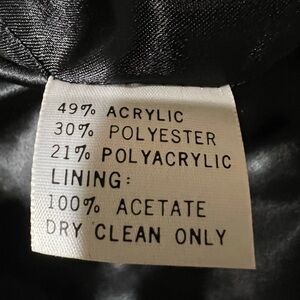 49% ACRYLIC
30% POLYESTER
21% POLYACRYLIC
LINING:
100% ACETATE
DRY CLEAN ONLY